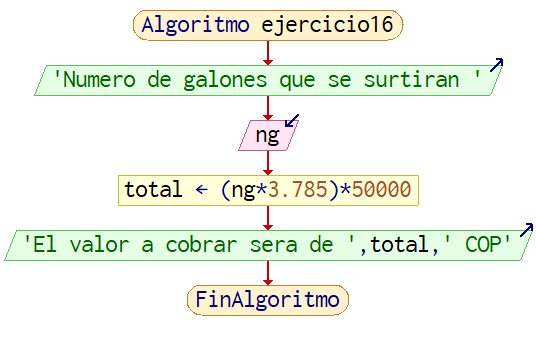 Algoritmo ejercicio16
'Numero de galones que se surtiran '
ng
total ← (ng*3.785)*50000
'El valor a cobrar sera de ',total,' COP'
FinAlgoritmo